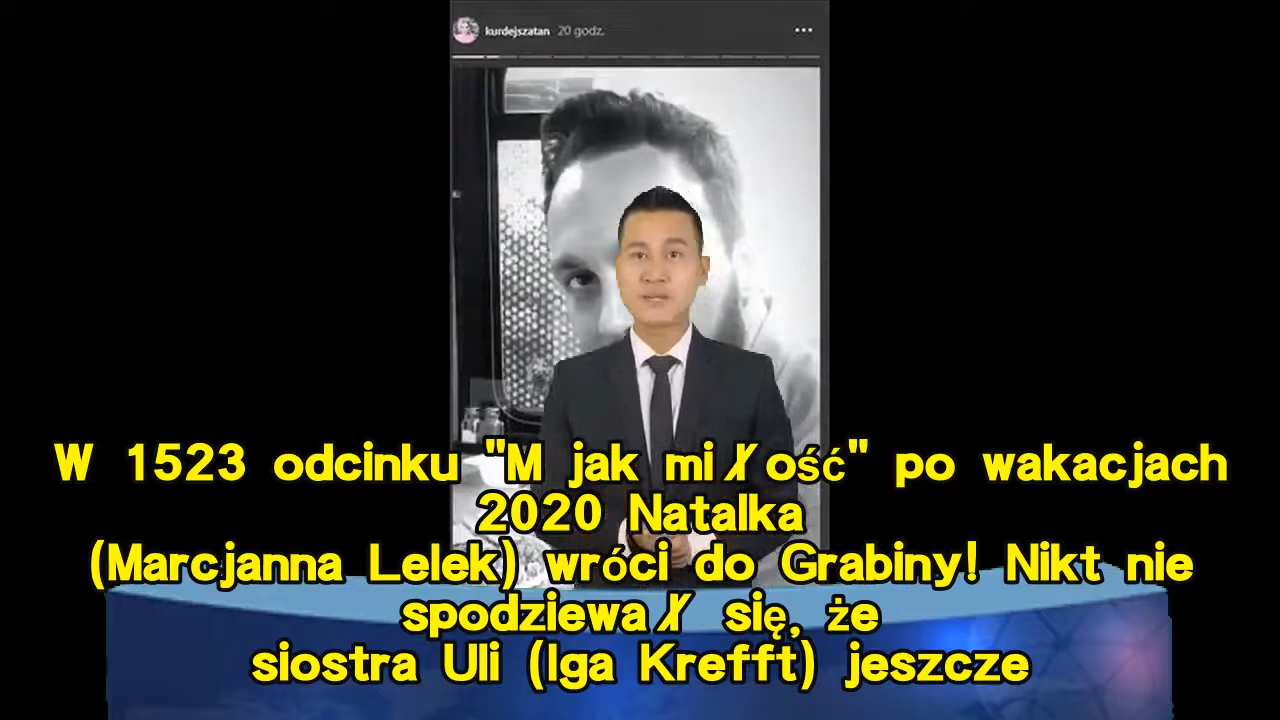 kurdejszatan 20 godz.
W 1523 odcinku "M jak miłość" po wakacjach
2020 Natalka
(Marcjanna Lelek) wróci do Grabiny! Nikt nie
spodziewał się, że
siostra Uli (Iga Krefft) jeszcze